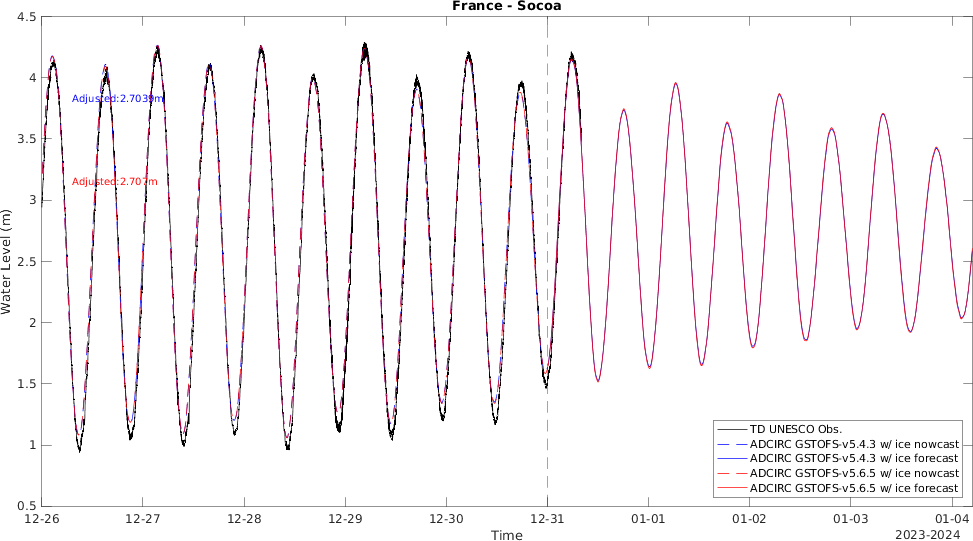 France - Socoa
4.5
4
3.5
3
2.5
2
1.5
1
0.5
Water Level (m)
Adjusted:2.7039m
Adjusted:2.707m
TD UNESCO Obs.
ADCIRC GSTOFS-v5.4.3 w/ ice nowcast
ADCIRC GSTOFS-v5.4.3 w/ ice forecast
ADCIRC GSTOFS-v5.6.5 w/ ice nowcast
ADCIRC GSTOFS-v5.6.5 w/ ice forecast
12-26 12-27 12-28 12-29 12-30 12-31 01-01 01-02 01-03 01-04
Time
2023-2024